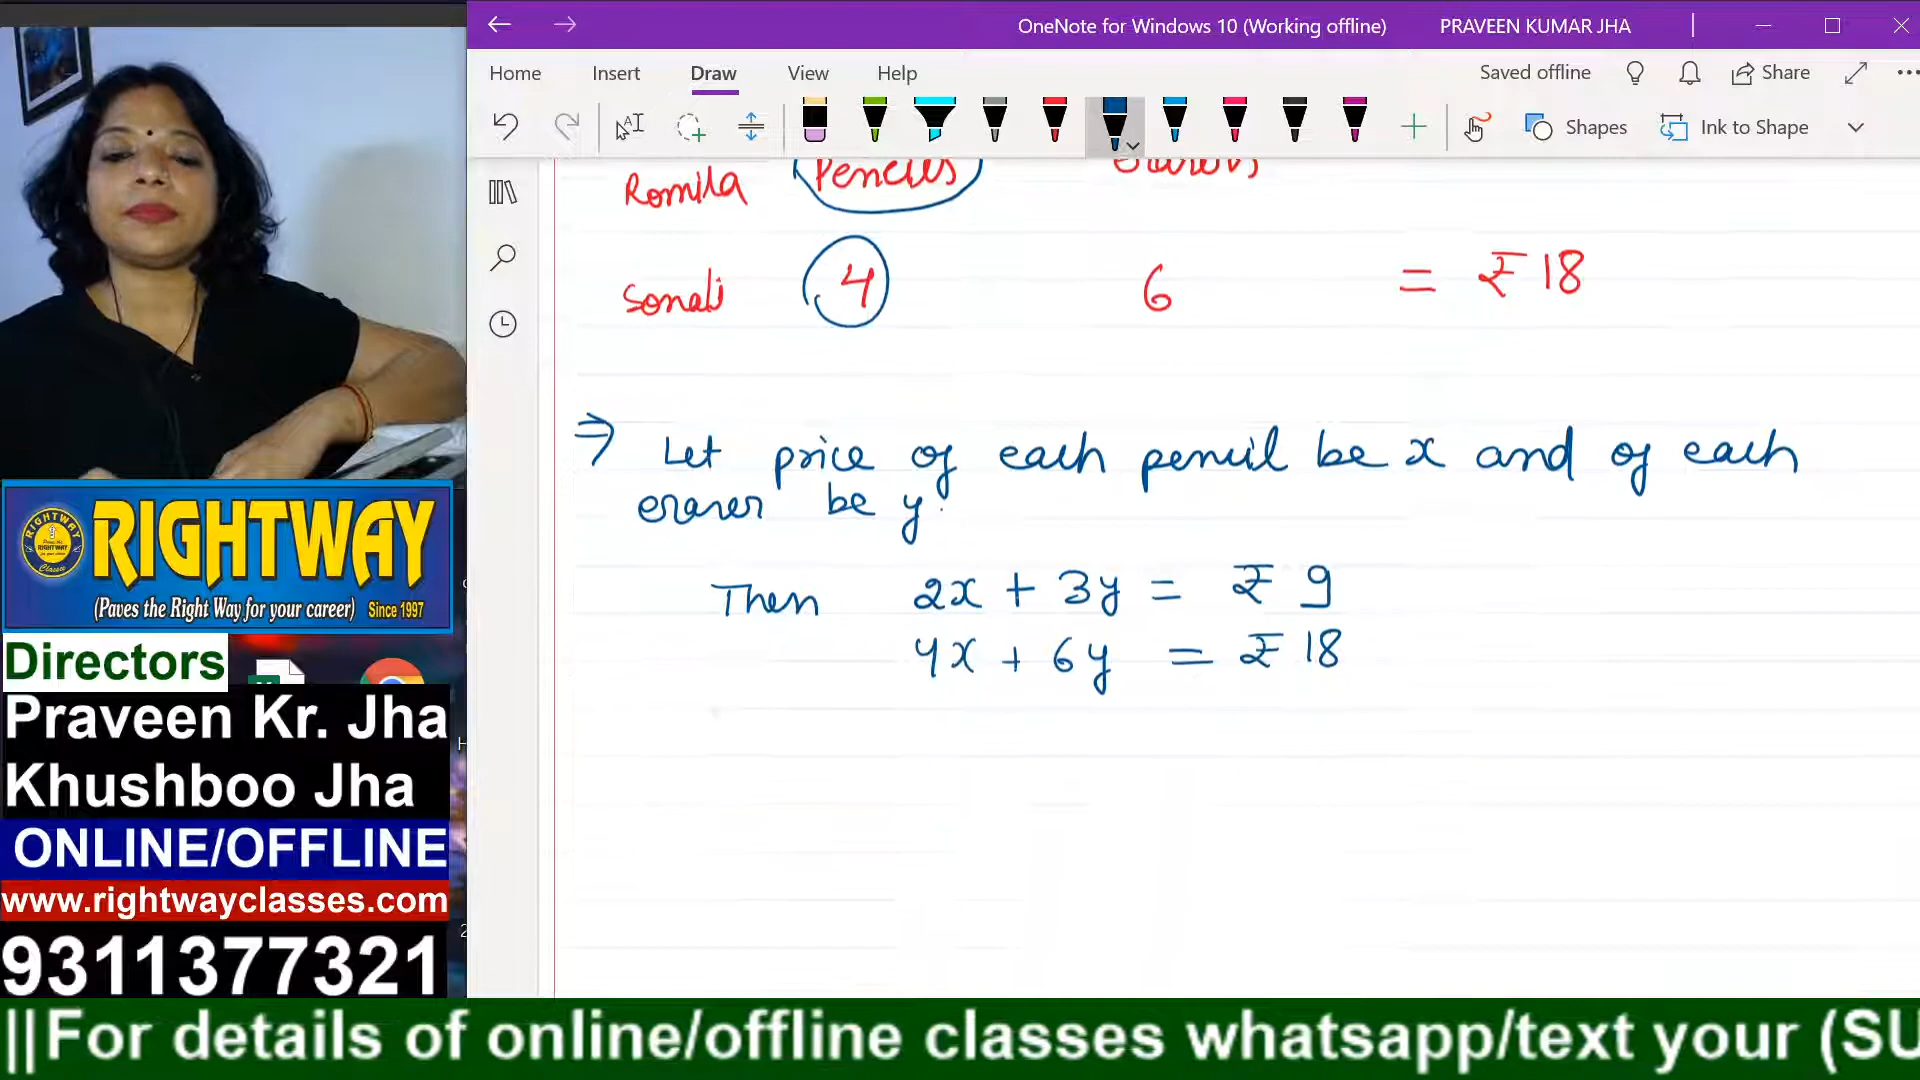 OneNote for Windows 10 (Working offline) PRAVEEN KUMAR JHA
Home Insert Draw View Help Saved offline Share
Shapes Ink to Shape
Romila Pencils erasers
Sonali 4 6 = ₹ 18
⇒ Let price of each pencil be x and of each
eraser be y.
Then 2x + 3y = ₹ 9
4x + 6y = ₹ 18
RIGHTWAY
(Paves the Right Way for your career) Since 1997
Directors
Praveen Kr. Jha
Khushboo Jha
ONLINE/OFFLINE
www.rightwayclasses.com
9311377321
||For details of online/offline classes whatsapp/text your (SU